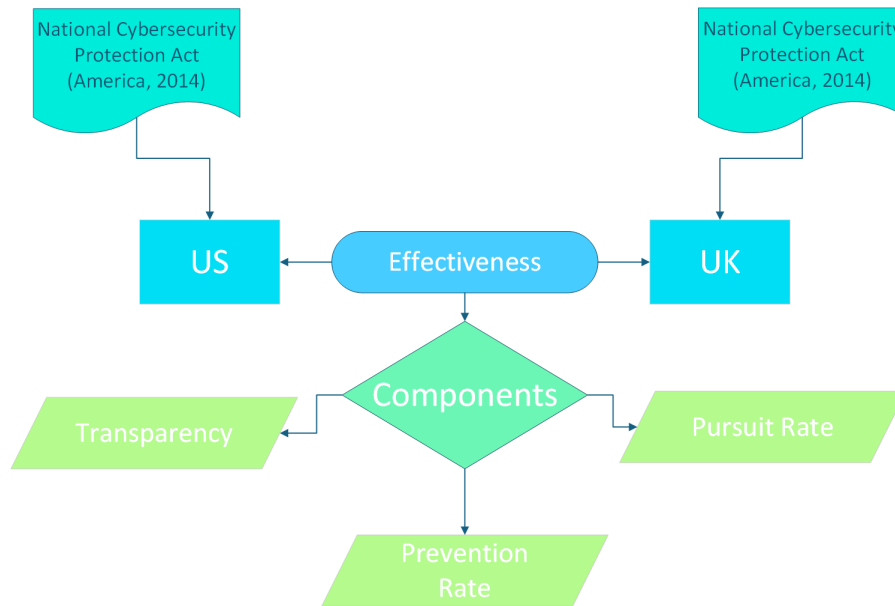 National Cybersecurity
Protection Act
(America, 2014)
National Cybersecurity
Protection Act
(America, 2014)
US
Effectiveness
UK
Components
Transparency
Pursuit Rate
Prevention
Rate